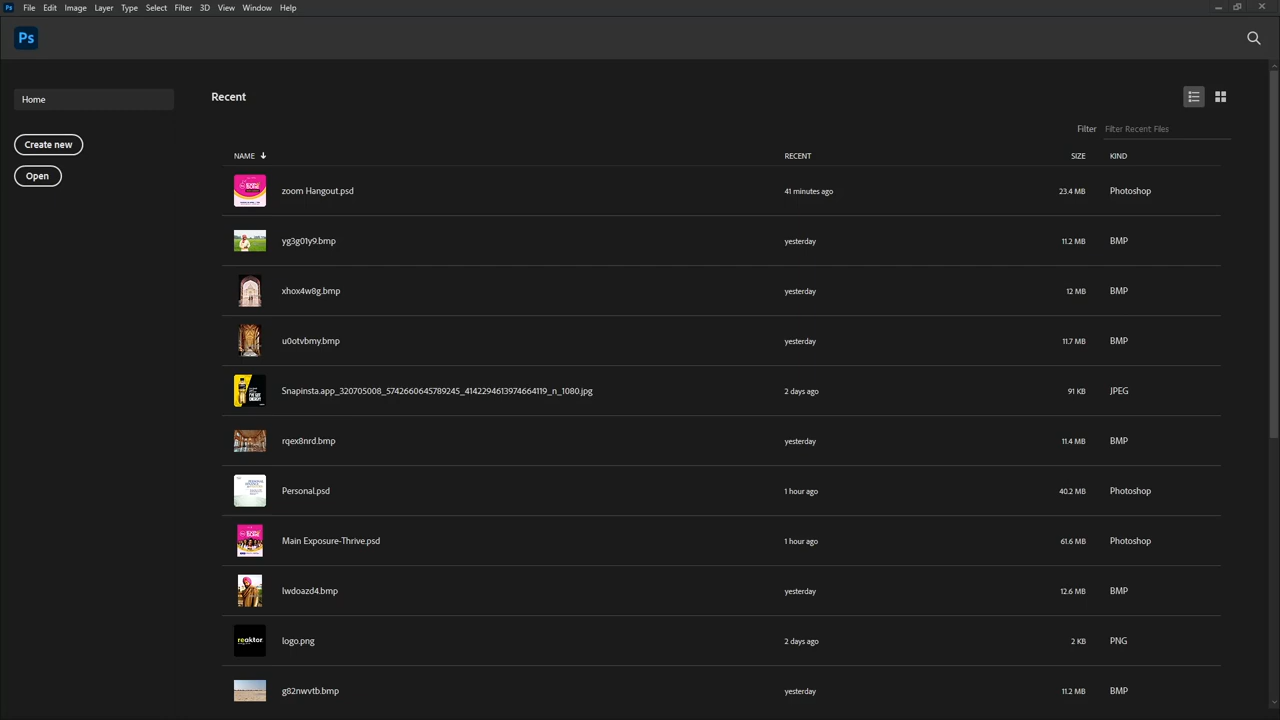 Ps File Edit Image Layer Type Select Filter 3D View Window Help
Ps
Home
Create new
Open
Recent
Filter Filter Recent Files
NAME RECENT SIZE KIND
zoom Hangout.psd 41 minutes ago 23.4 MB Photoshop
yg3g01y9.bmp yesterday 11.2 MB BMP
xhox4w8g.bmp yesterday 12 MB BMP
u0otvbmy.bmp yesterday 11.7 MB BMP
Snapinsta.app_320705008_5742660645789245_4142294613974664119_n_1080.jpg 2 days ago 91 KB JPEG
rqex8nrd.bmp yesterday 11.4 MB BMP
Personal.psd 1 hour ago 40.2 MB Photoshop
Main Exposure-Thrive.psd 1 hour ago 61.6 MB Photoshop
lwdoazd4.bmp yesterday 12.6 MB BMP
reaktor
logo.png 2 days ago 2 KB PNG
g82nwvtb.bmp yesterday 11.2 MB BMP